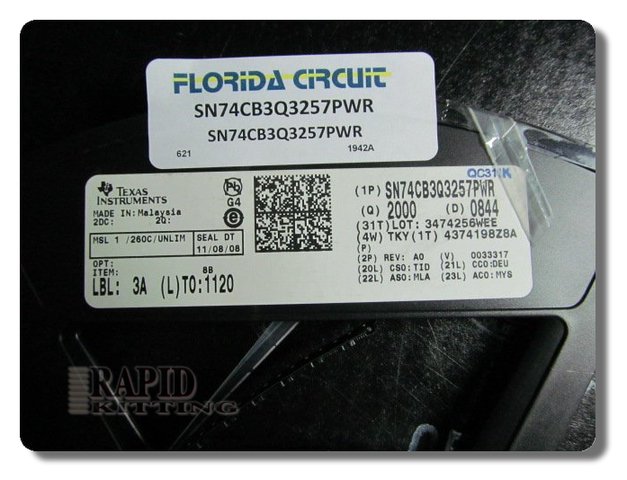 FLORIDA CIRCUIT
SN74CB3Q3257PWR
SN74CB3Q3257PWR
621 1942A
TEXAS
INSTRUMENTS
MADE IN: Malaysia
2DC: 2Q:
MSL 1 /260C/UNLIM
SEAL DT
11/08/08
OPT:
ITEM:
8B
LBL: 3A (L)TO:1120
Pb
G4
e
(1P) SN74CB3Q3257PWR
(Q) 2000 (D) 0844
(31T)LOT: 3474256WEE
(4W) TKY(1T) 4374198Z8A
(P)
(2P) REV: A0 (V) 0033317
(20L) CSO:TID (21L) CCO:DEU
(22L) ASO:MLA (23L) ACO:MYS
RAPID
KITTING